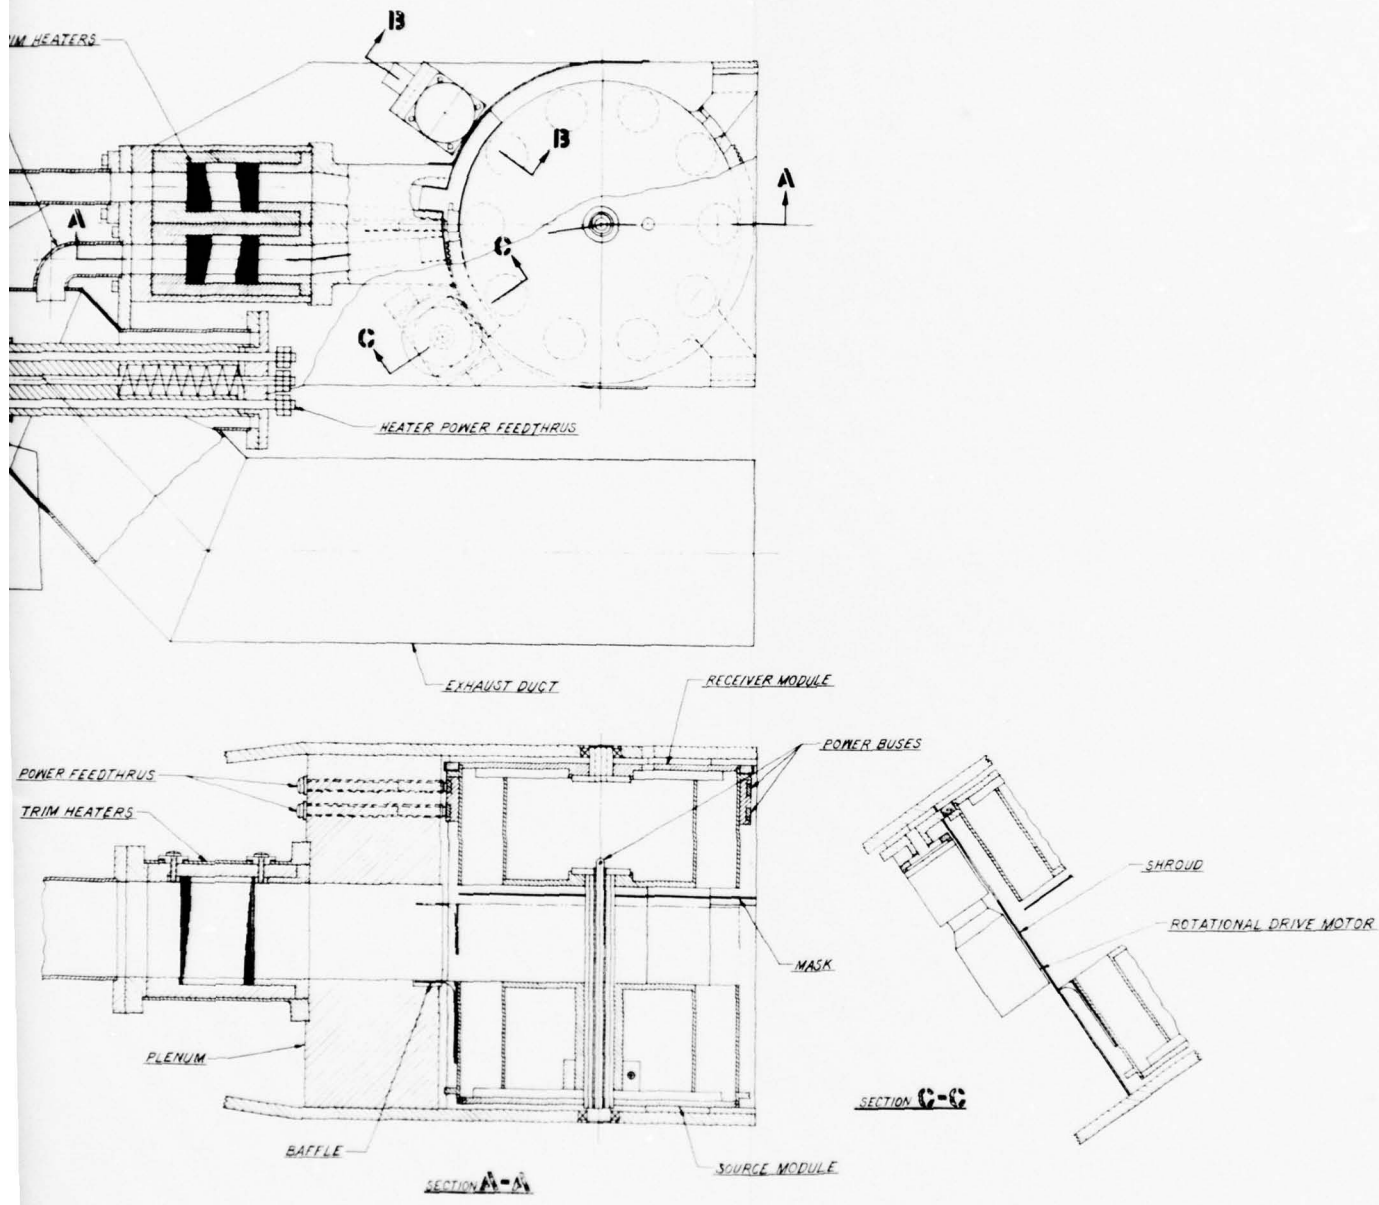 B
IM HEATERS
B
A
A
C
C
HEATER POWER FEEDTHRUS
EXHAUST DUCT
RECEIVER MODULE
POWER BUSES
POWER FEEDTHRUS
TRIM HEATERS
SHROUD
ROTATIONAL DRIVE MOTOR
MASK
PLENUM
SECTION C-C
BAFFLE
SOURCE MODULE
SECTION A-A